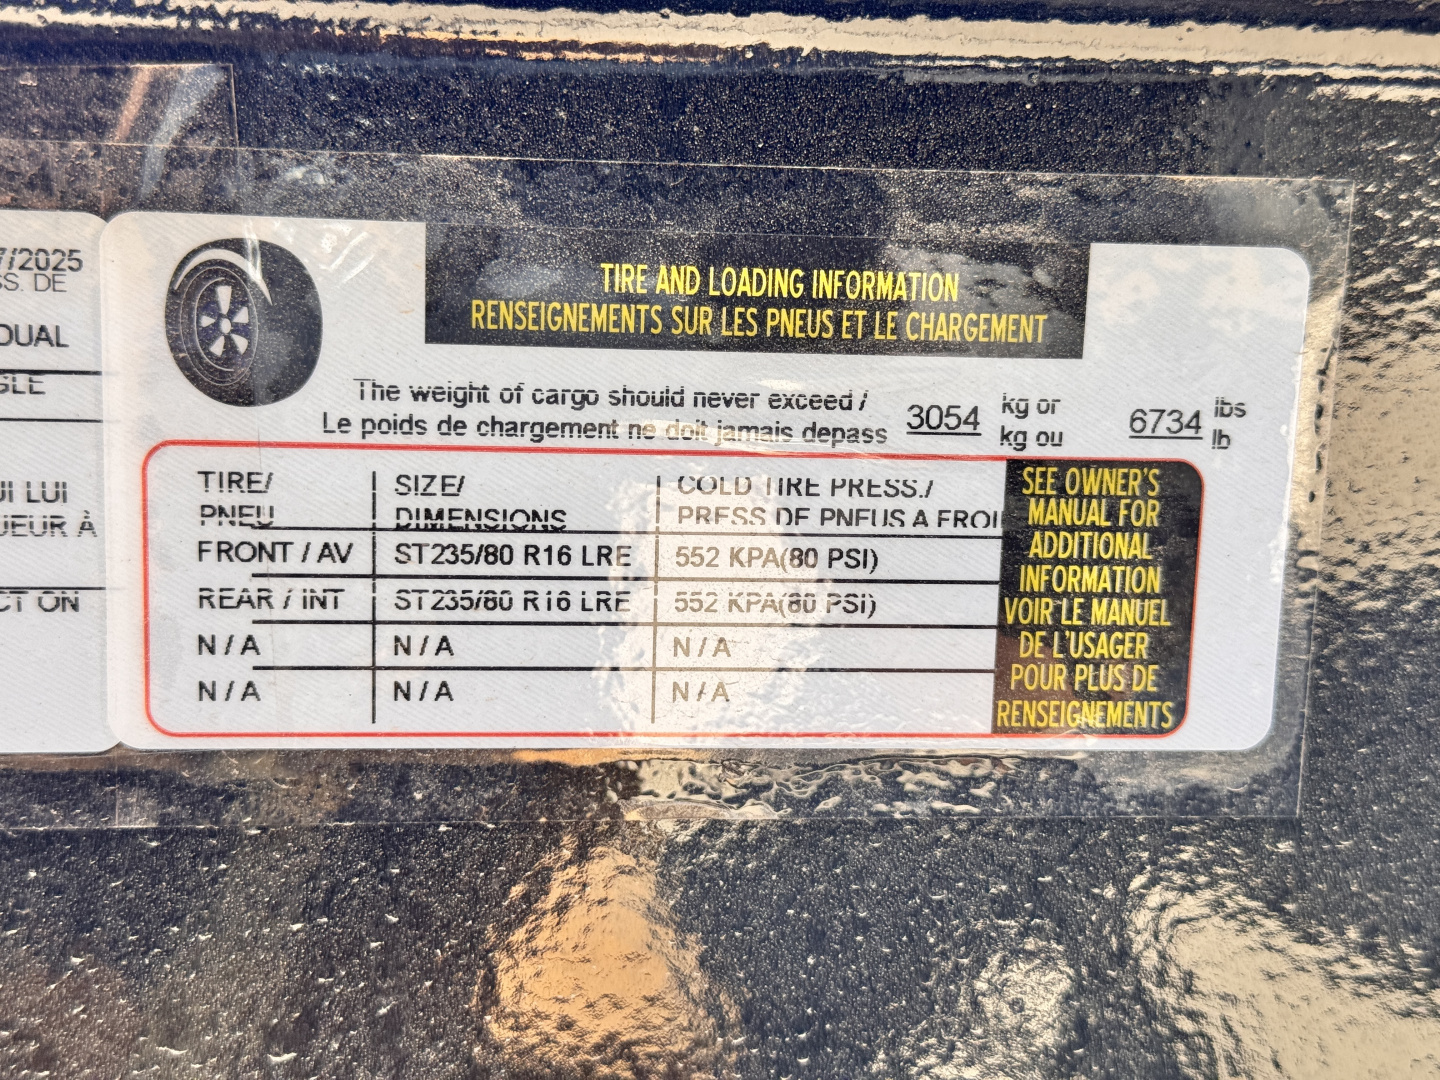 7/2025
SS. DE
DUAL
GLE
UI LUI
UEUR À
CT ON
TIRE AND LOADING INFORMATION
RENSEIGNEMENTS SUR LES PNEUS ET LE CHARGEMENT
The weight of cargo should never exceed / 3054 kg or 6734 lbs
Le poids de chargement ne doit jamais depass kg ou lb
TIRE/ SIZE/ COLD TIRE PRESS./
PNEU DIMENSIONS PRESS DE PNEUS A FROI
FRONT / AV ST235/80 R16 LRE 552 KPA(80 PSI)
REAR / INT ST235/80 R16 LRE 552 KPA(80 PSI)
N / A N / A N / A
N / A N / A N / A
SEE OWNER'S
MANUAL FOR
ADDITIONAL
INFORMATION
VOIR LE MANUEL
DE L'USAGER
POUR PLUS DE
RENSEIGNEMENTS